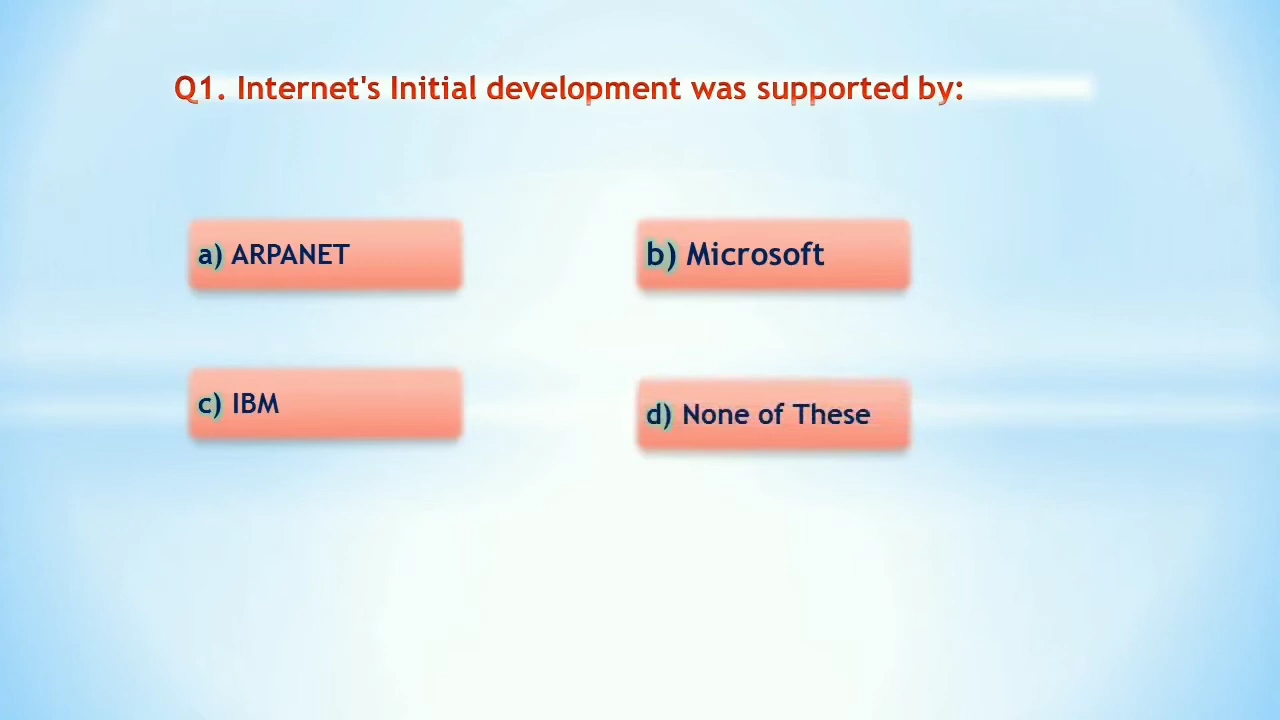 Q1. Internet's Initial development was supported by:
a) ARPANET
b) Microsoft
c) IBM
d) None of These